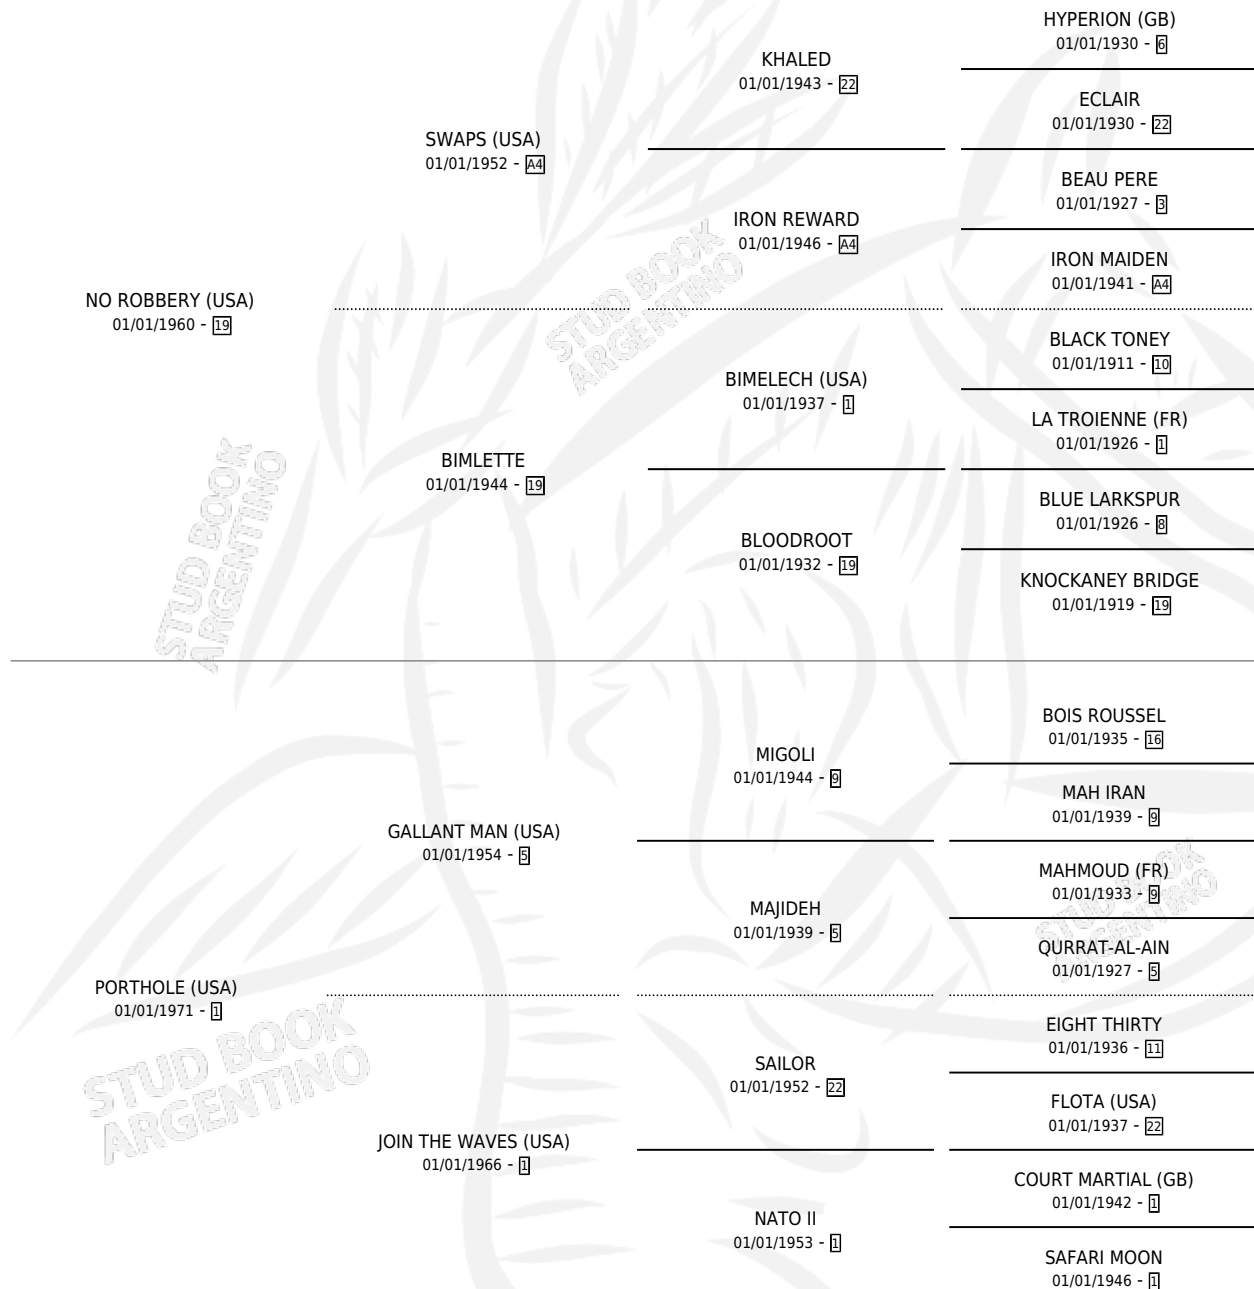 HYPERION (GB)
01/01/1930 - 6
KHALED
01/01/1943 - 22
ECLAIR
01/01/1930 - 22
SWAPS (USA)
01/01/1952 - A4
BEAU PERE
01/01/1927 - 3
IRON REWARD
01/01/1946 - A4
IRON MAIDEN
01/01/1941 - A4
NO ROBBERY (USA)
01/01/1960 - 19
BLACK TONEY
01/01/1911 - 10
BIMELECH (USA)
01/01/1937 - 1
LA TROIENNE (FR)
01/01/1926 - 1
BIMLETTE
01/01/1944 - 19
BLUE LARKSPUR
01/01/1926 - 8
BLOODROOT
01/01/1932 - 19
KNOCKANEY BRIDGE
01/01/1919 - 19
BOIS ROUSSEL
01/01/1935 - 16
MIGOLI
01/01/1944 - 9
MAH IRAN
01/01/1939 - 9
GALLANT MAN (USA)
01/01/1954 - 5
MAHMOUD (FR)
01/01/1933 - 9
MAJIDEH
01/01/1939 - 5
QURRAT-AL-AIN
01/01/1927 - 5
PORTHOLE (USA)
01/01/1971 - 1
EIGHT THIRTY
01/01/1936 - 11
SAILOR
01/01/1952 - 22
FLOTA (USA)
01/01/1937 - 22
JOIN THE WAVES (USA)
01/01/1966 - 1
COURT MARTIAL (GB)
01/01/1942 - 1
NATO II
01/01/1953 - 1
SAFARI MOON
01/01/1946 - 1
STUD BOOK
ARGENTINO
STUD BOOK
ARGENTINO
STUD BOOK
ARGENTINO
STUD BOOK
ARGENTINO